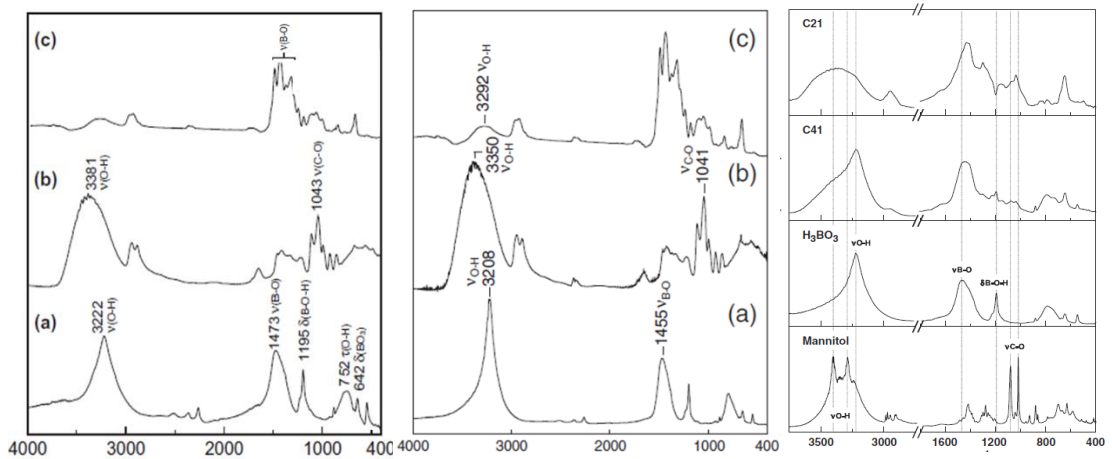 (c)
ν(B-O)
(b)
3381
ν(O-H)
1043 ν(C-O)
(a)
3222
ν(O-H)
1473 ν(B-O)
1195 δ(B-O-H)
752 τ(O-H)
642 δ(BO₃)
4000
3000
2000
1000
400
(c)
3292 νO-H
(b)
3350
νO-H
νC-O
1041
(a)
νO-H
3208
1455 νB-O
4000
3000
2000
1000
400
C21
C41
H₃BO₃
νO-H
νB-O
δB-O-H
Mannitol
νO-H
νC-O
3500
3000
1600
1200
800
400